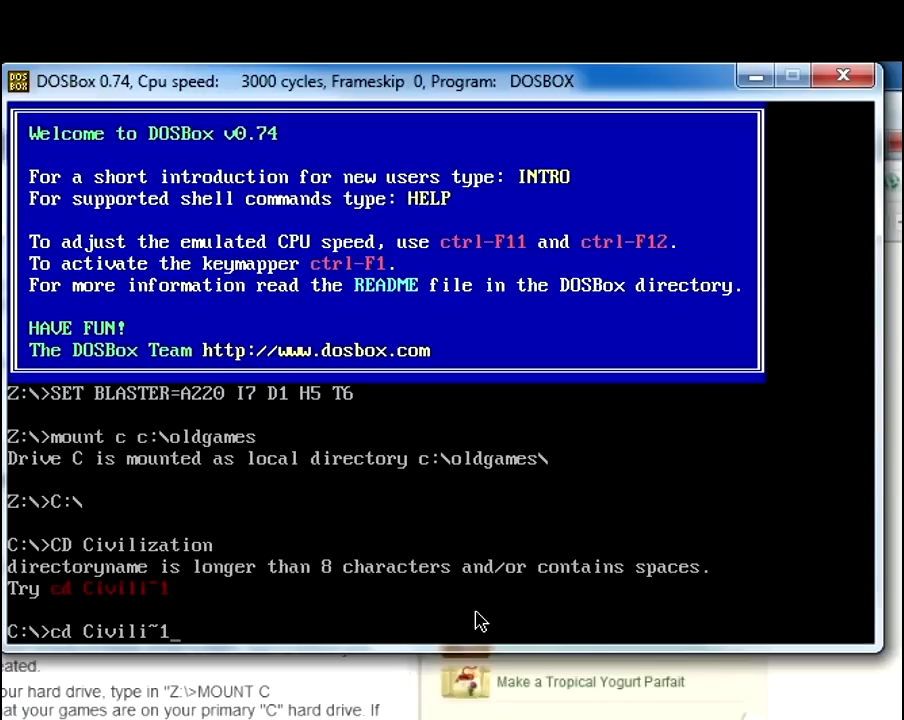 DOSBox 0.74, Cpu speed: 3000 cycles, Frameskip 0, Program: DOSBOX
Welcome to DOSBox v0.74
For a short introduction for new users type: INTRO
For supported shell commands type: HELP
To adjust the emulated CPU speed, use ctrl-F11 and ctrl-F12.
To activate the keymapper ctrl-F1.
For more information read the README file in the DOSBox directory.
HAVE FUN!
The DOSBox Team http://www.dosbox.com
Z:\>SET BLASTER=A220 I7 D1 H5 T6
Z:\>mount c c:\oldgames
Drive C is mounted as local directory c:\oldgames\
Z:\>C:\
C:\>CD Civilization
directoryname is longer than 8 characters and/or contains spaces.
Try cd Civili~1
C:\>cd Civili~1_
eated.
our hard drive, type in "Z:\>MOUNT C
at your games are on your primary "C" hard drive. If
Make a Tropical Yogurt Parfait